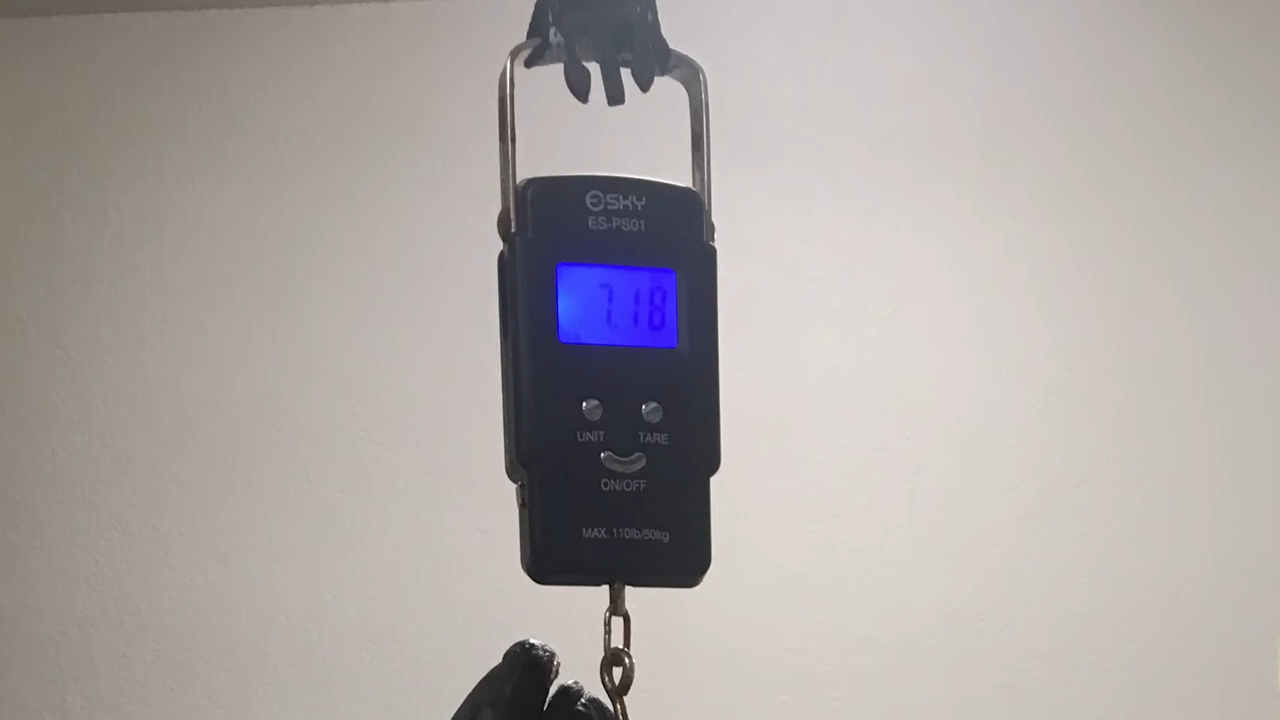 ESKY
ES-PS01
7.18
UNIT TARE
ON/OFF
MAX. 110lb/50kg